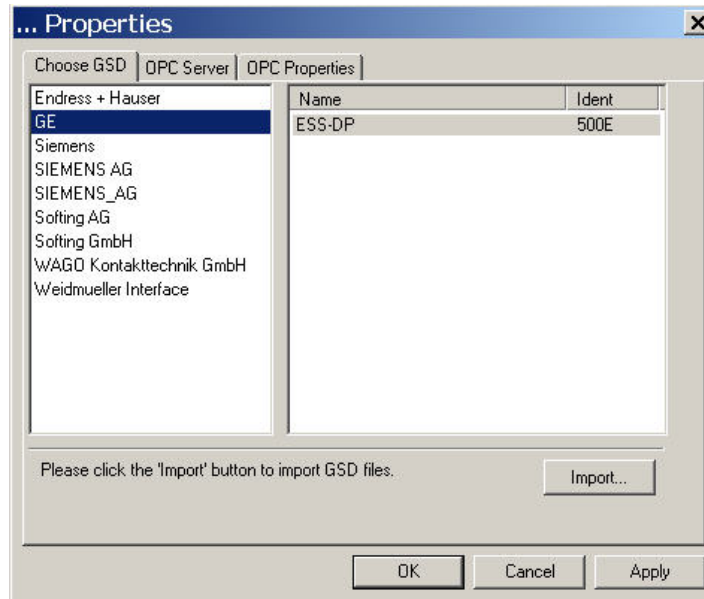 ... Properties
Choose GSD OPC Server OPC Properties
Endress + Hauser
GE
Siemens
SIEMENS AG
SIEMENS_AG
Softing AG
Softing GmbH
WAGO Kontakttechnik GmbH
Weidmueller Interface
Name Ident
ESS-DP 500E
Please click the 'Import' button to import GSD files.
Import...
OK Cancel Apply